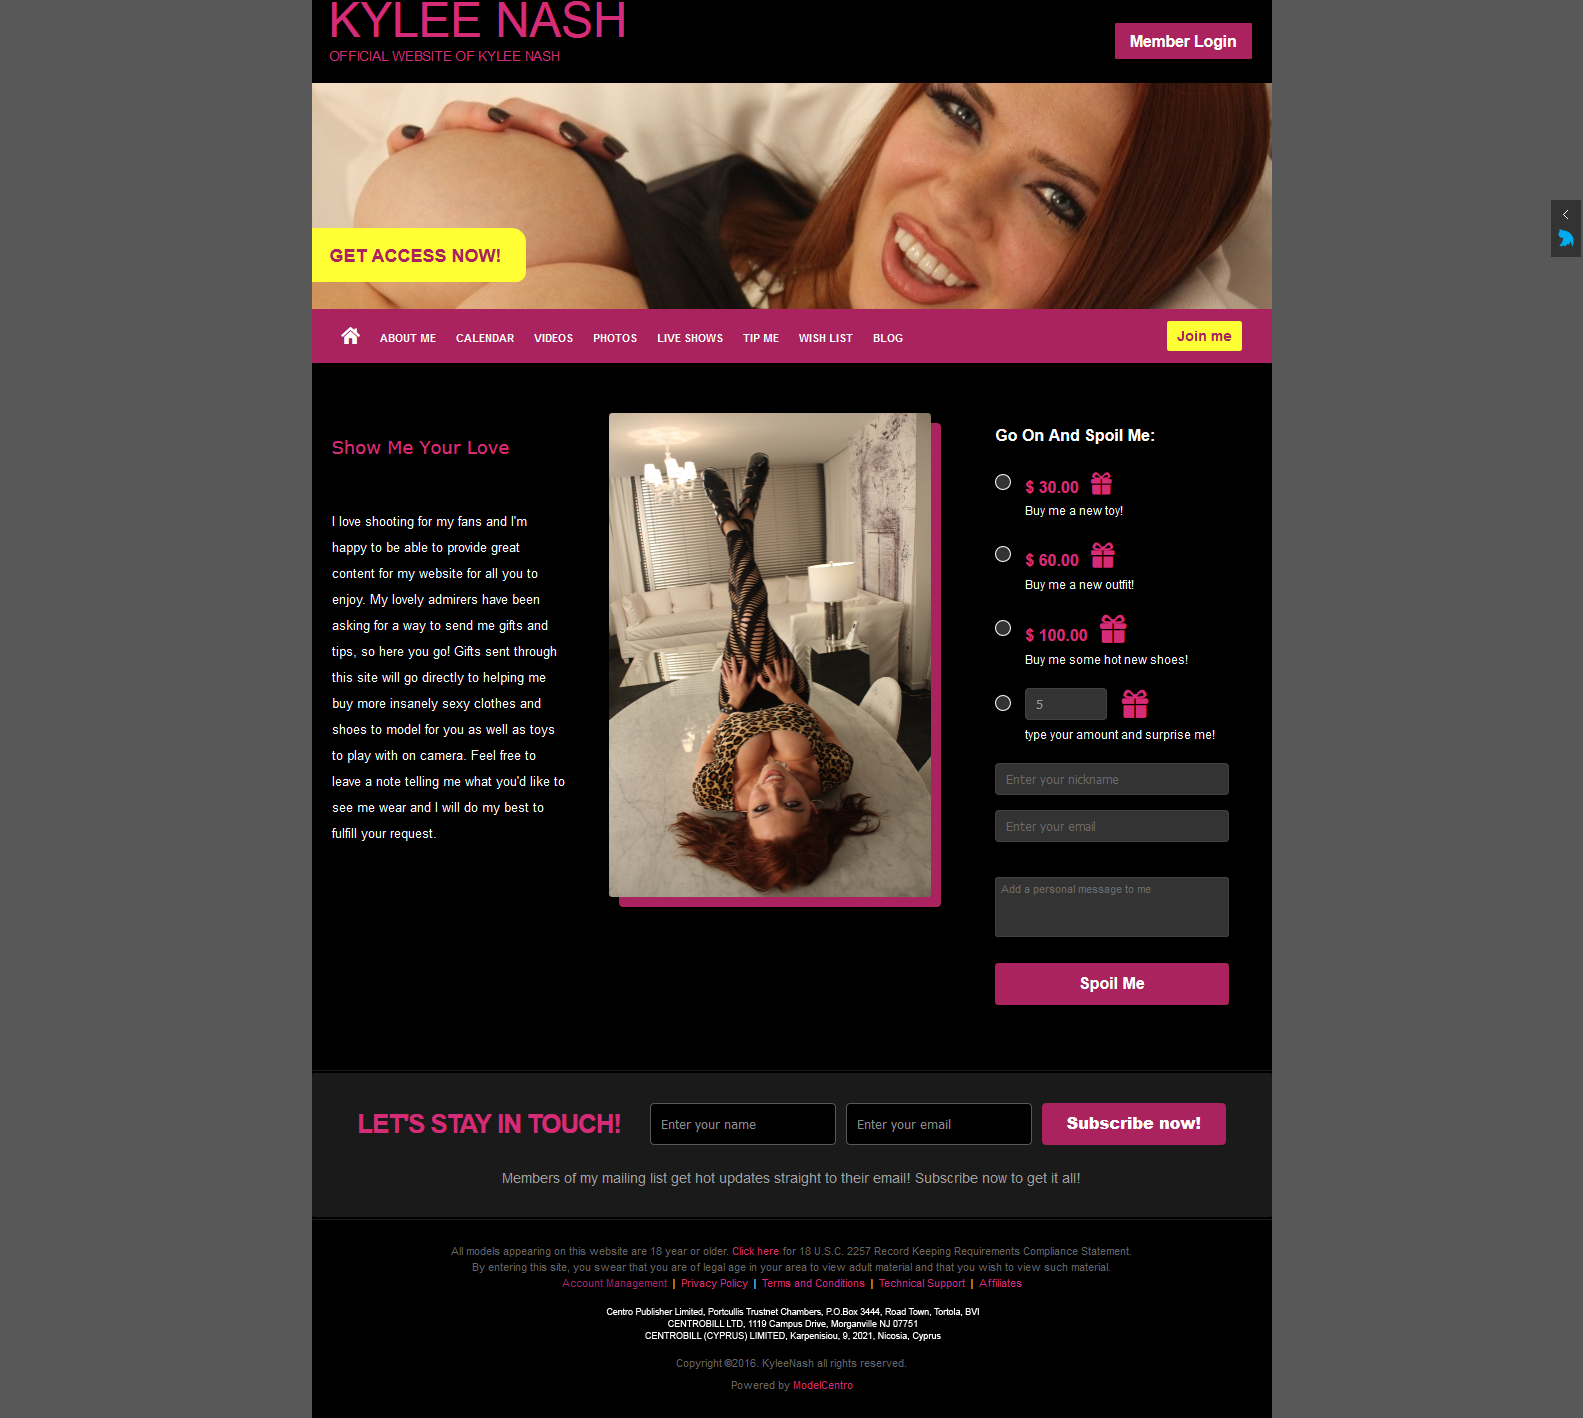 KYLEE NASH
OFFICIAL WEBSITE OF KYLEE NASH
Member Login
GET ACCESS NOW!
ABOUT ME
CALENDAR
VIDEOS
PHOTOS
LIVE SHOWS
TIP ME
WISH LIST
BLOG
Join me
Show Me Your Love
I love shooting for my fans and I'm
happy to be able to provide great
content for my website for all you to
enjoy. My lovely admirers have been
asking for a way to send me gifts and
tips, so here you go! Gifts sent through
this site will go directly to helping me
buy more insanely sexy clothes and
shoes to model for you as well as toys
to play with on camera. Feel free to
leave a note telling me what you'd like to
see me wear and I will do my best to
fulfill your request.
Go On And Spoil Me:
$ 30.00
Buy me a new toy!
$ 60.00
Buy me a new outfit!
$ 100.00
Buy me some hot new shoes!
5
type your amount and surprise me!
Enter your nickname
Enter your email
Add a personal message to me
Spoil Me
LET'S STAY IN TOUCH!
Enter your name
Enter your email
Subscribe now!
Members of my mailing list get hot updates straight to their email! Subscribe now to get it all!
All models appearing on this website are 18 year or older. Click here for 18 U.S.C. 2257 Record Keeping Requirements Compliance Statement.
By entering this site, you swear that you are of legal age in your area to view adult material and that you wish to view such material.
Account Management | Privacy Policy | Terms and Conditions | Technical Support | Affiliates
Centro Publisher Limited, Portcullis Trustnet Chambers, P.O.Box 3444, Road Town, Tortola, BVI
CENTROBILL LTD, 1119 Campus Drive, Morganville NJ 07751
CENTROBILL (CYPRUS) LIMITED, Karpenisiou, 9, 2021, Nicosia, Cyprus
Copyright ©2016. KyleeNash all rights reserved.
Powered by ModelCentro